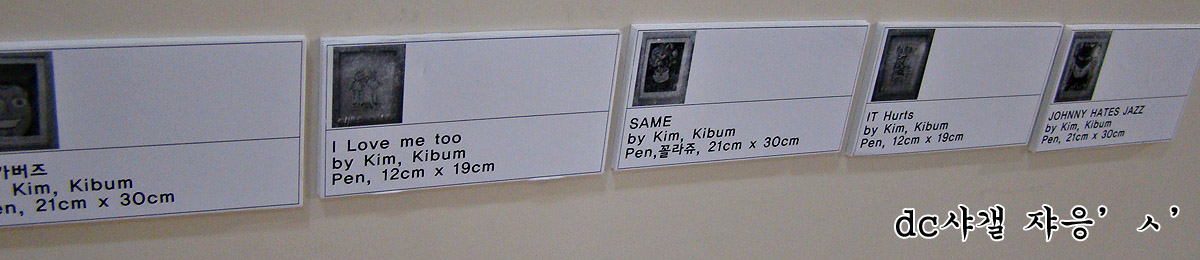 가버즈
Kim, Kibum
21cm x 30cm
I Love me too
by Kim, Kibum
Pen, 12cm x 19cm
SAME
by Kim, Kibum
Pen,꼴라쥬, 21cm x 30cm
IT Hurts
by Kim, Kibum
Pen, 12cm x 19cm
JOHNNY HATES JAZZ
by Kim, Kibum
Pen, 21cm x 30cm
dc샤갤 쟈응’ㅅ’